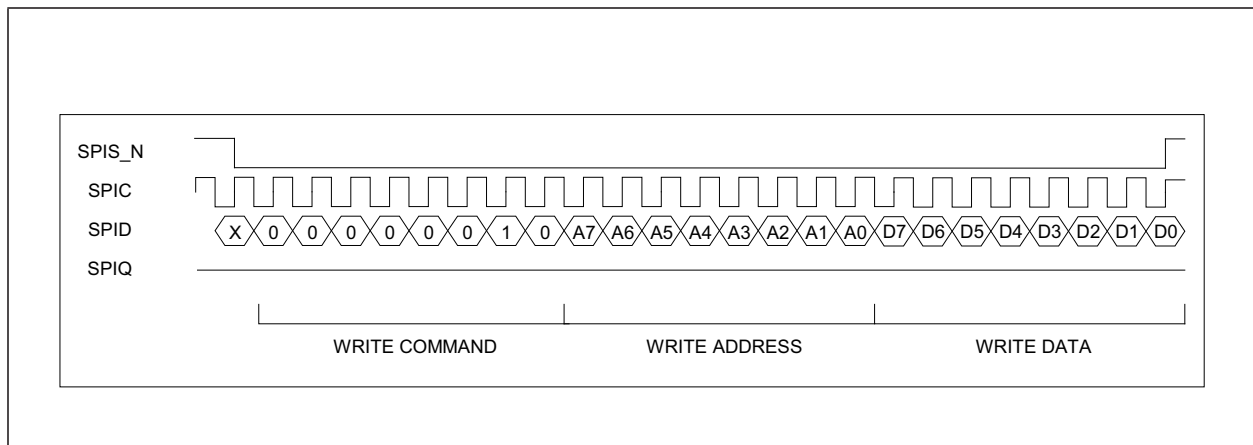 SPIS_N
SPIC
SPID X 0 0 0 0 0 0 1 0 A7 A6 A5 A4 A3 A2 A1 A0 D7 D6 D5 D4 D3 D2 D1 D0
SPIQ
WRITE COMMAND WRITE ADDRESS WRITE DATA